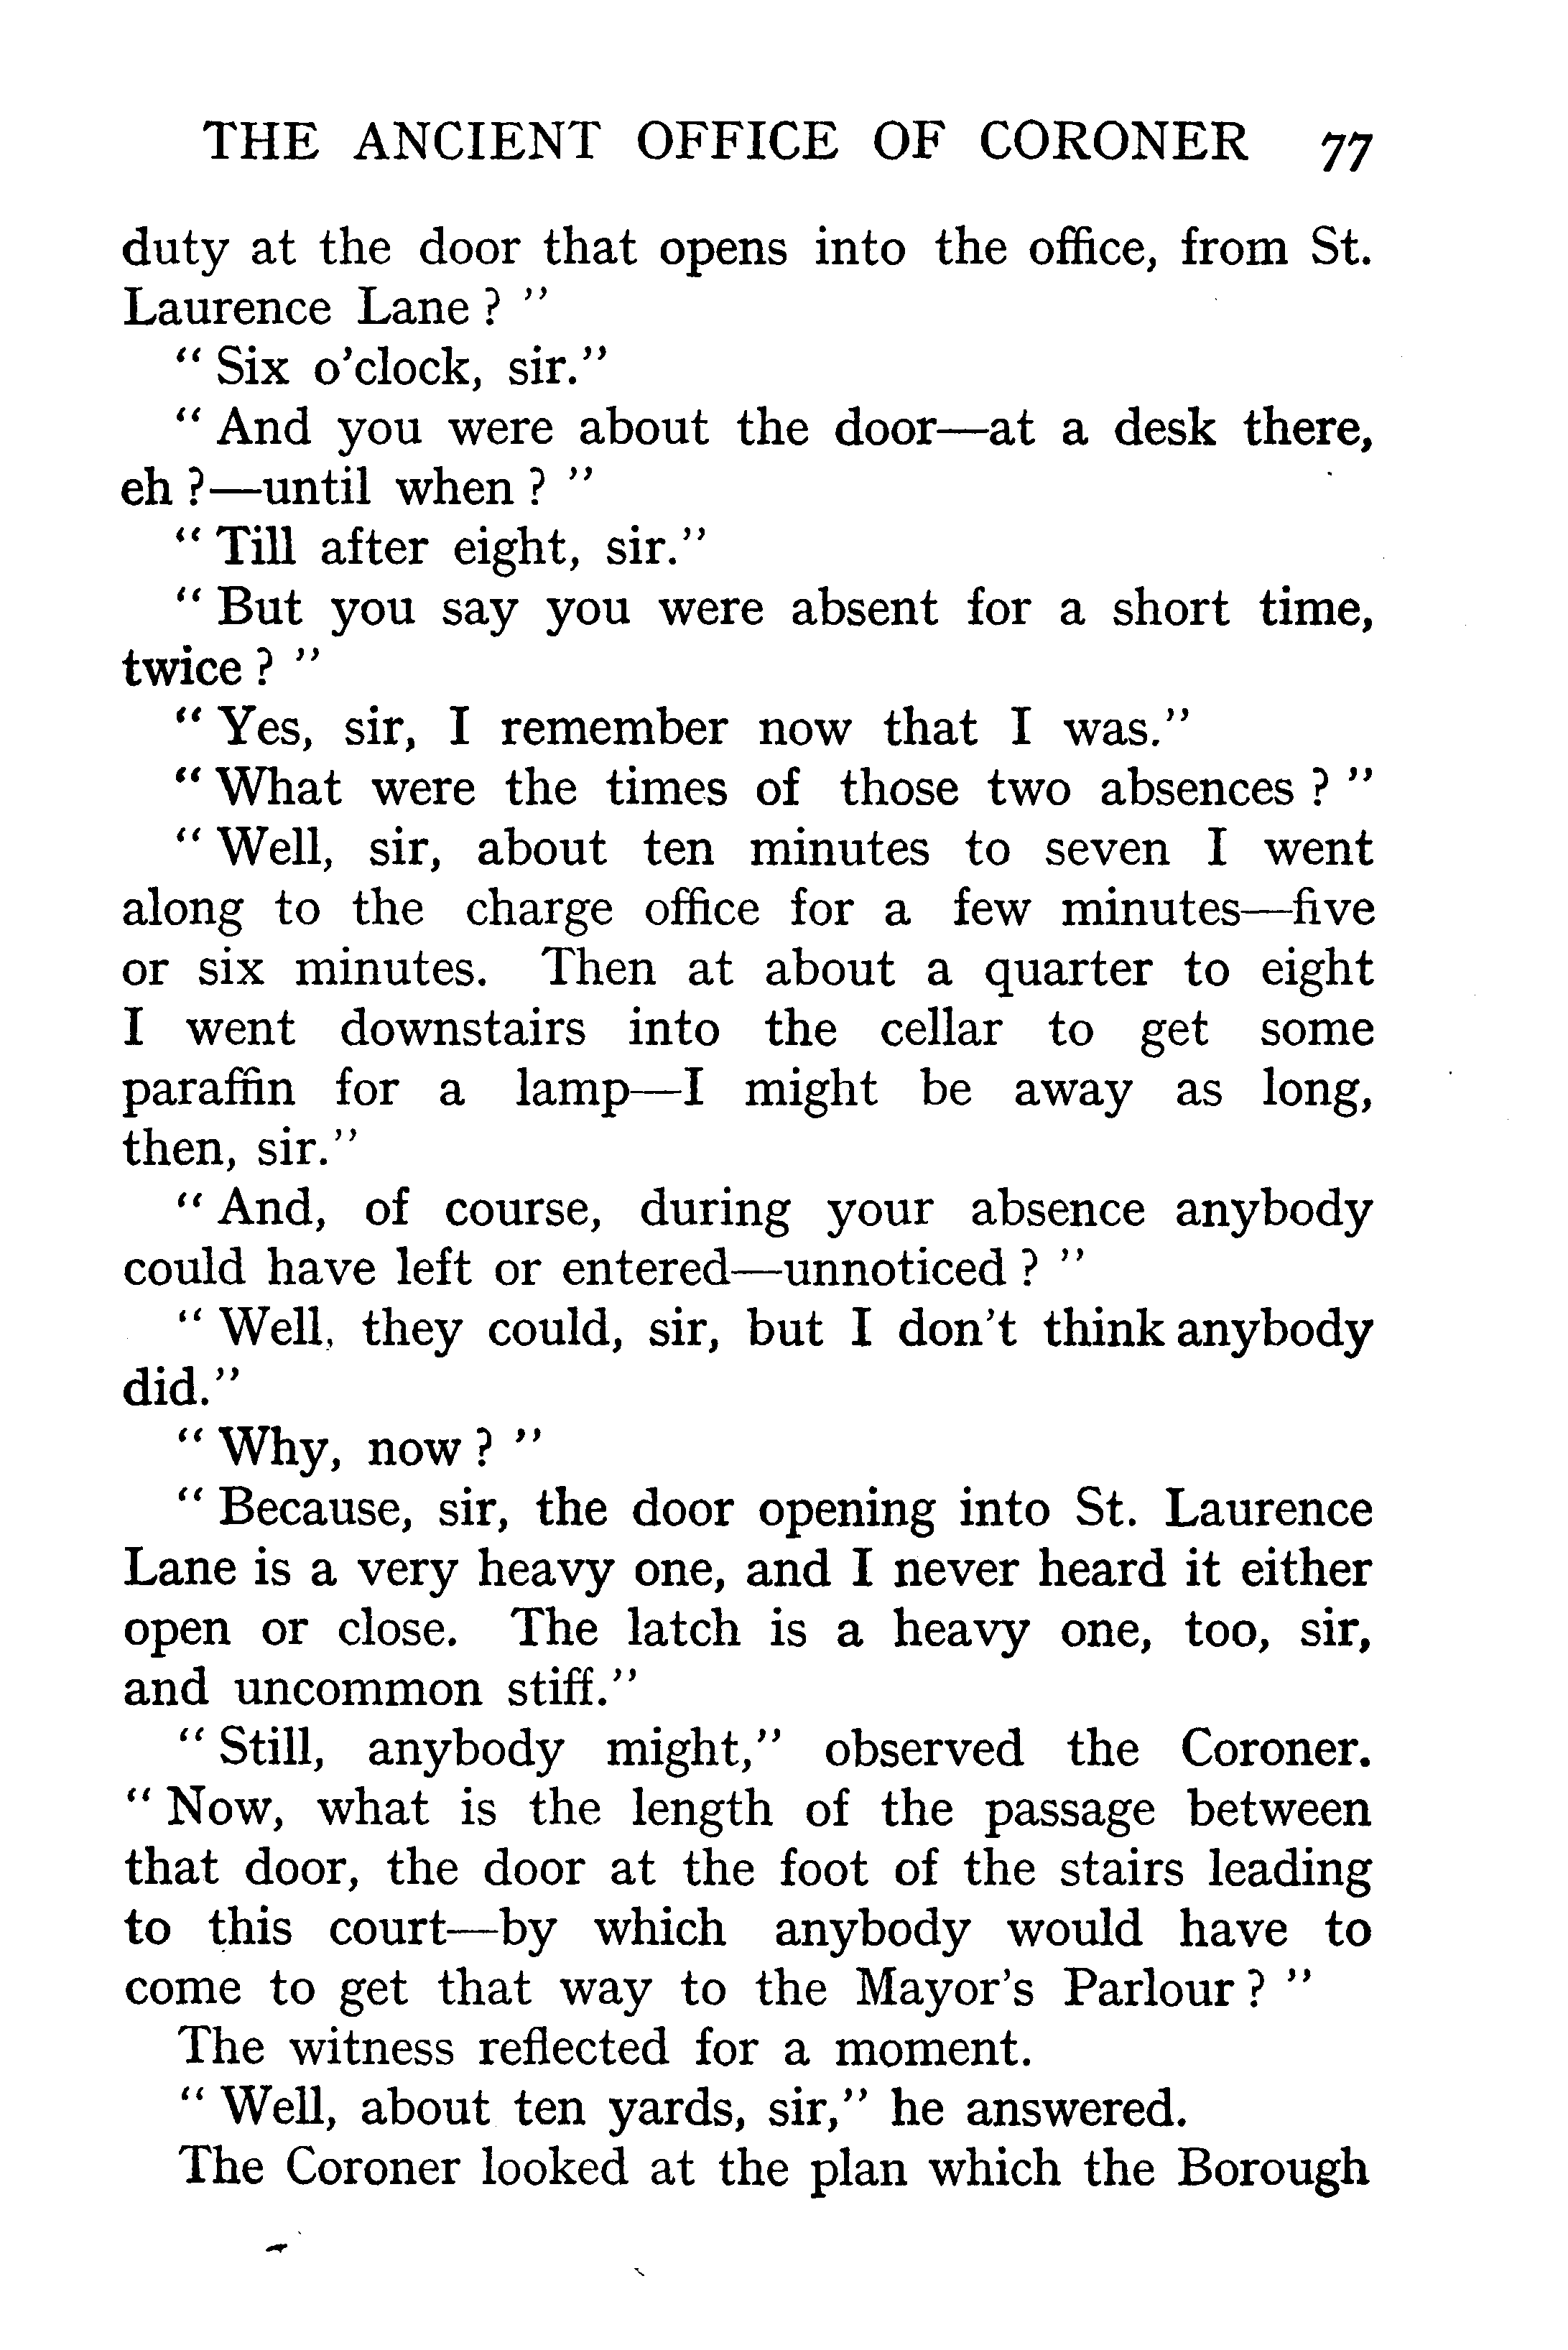 THE ANCIENT OFFICE OF CORONER 77
duty at the door that opens into the office, from St.
Laurence Lane ? ”
“ Six o’clock, sir.”
“ And you were about the door—at a desk there,
eh ?—until when ? ”
“ Till after eight, sir.”
“ But you say you were absent for a short time,
twice ? ”
“ Yes, sir, I remember now that I was.”
“ What were the times of those two absences ? ”
“ Well, sir, about ten minutes to seven I went
along to the charge office for a few minutes—five
or six minutes. Then at about a quarter to eight
I went downstairs into the cellar to get some
paraffin for a lamp—I might be away as long,
then, sir.”
“ And, of course, during your absence anybody
could have left or entered—unnoticed ? ”
“ Well, they could, sir, but I don’t think anybody
did.”
“ Why, now ? ”
“ Because, sir, the door opening into St. Laurence
Lane is a very heavy one, and I never heard it either
open or close. The latch is a heavy one, too, sir,
and uncommon stiff.”
“ Still, anybody might,” observed the Coroner.
“ Now, what is the length of the passage between
that door, the door at the foot of the stairs leading
to this court—by which anybody would have to
come to get that way to the Mayor’s Parlour ? ”
The witness reflected for a moment.
“ Well, about ten yards, sir,” he answered.
The Coroner looked at the plan which the Borough